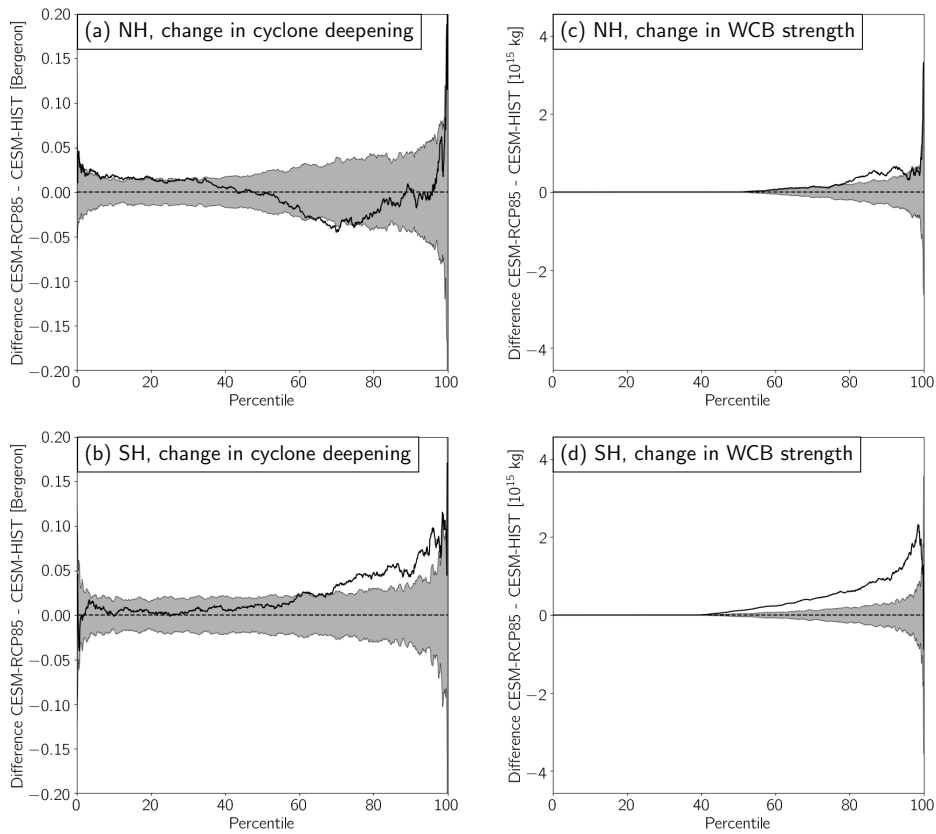 (a) NH, change in cyclone deepening
Difference CESM-RCP85 - CESM-HIST [Bergeron]
0.20
0.15
0.10
0.05
0.00
−0.05
−0.10
−0.15
−0.20
0 20 40 60 80 100
Percentile
(c) NH, change in WCB strength
Difference CESM-RCP85 - CESM-HIST [10¹⁵ kg]
4
2
0
−2
−4
0 20 40 60 80 100
Percentile
(b) SH, change in cyclone deepening
Difference CESM-RCP85 - CESM-HIST [Bergeron]
0.20
0.15
0.10
0.05
0.00
−0.05
−0.10
−0.15
−0.20
0 20 40 60 80 100
Percentile
(d) SH, change in WCB strength
Difference CESM-RCP85 - CESM-HIST [10¹⁵ kg]
4
2
0
−2
−4
0 20 40 60 80 100
Percentile